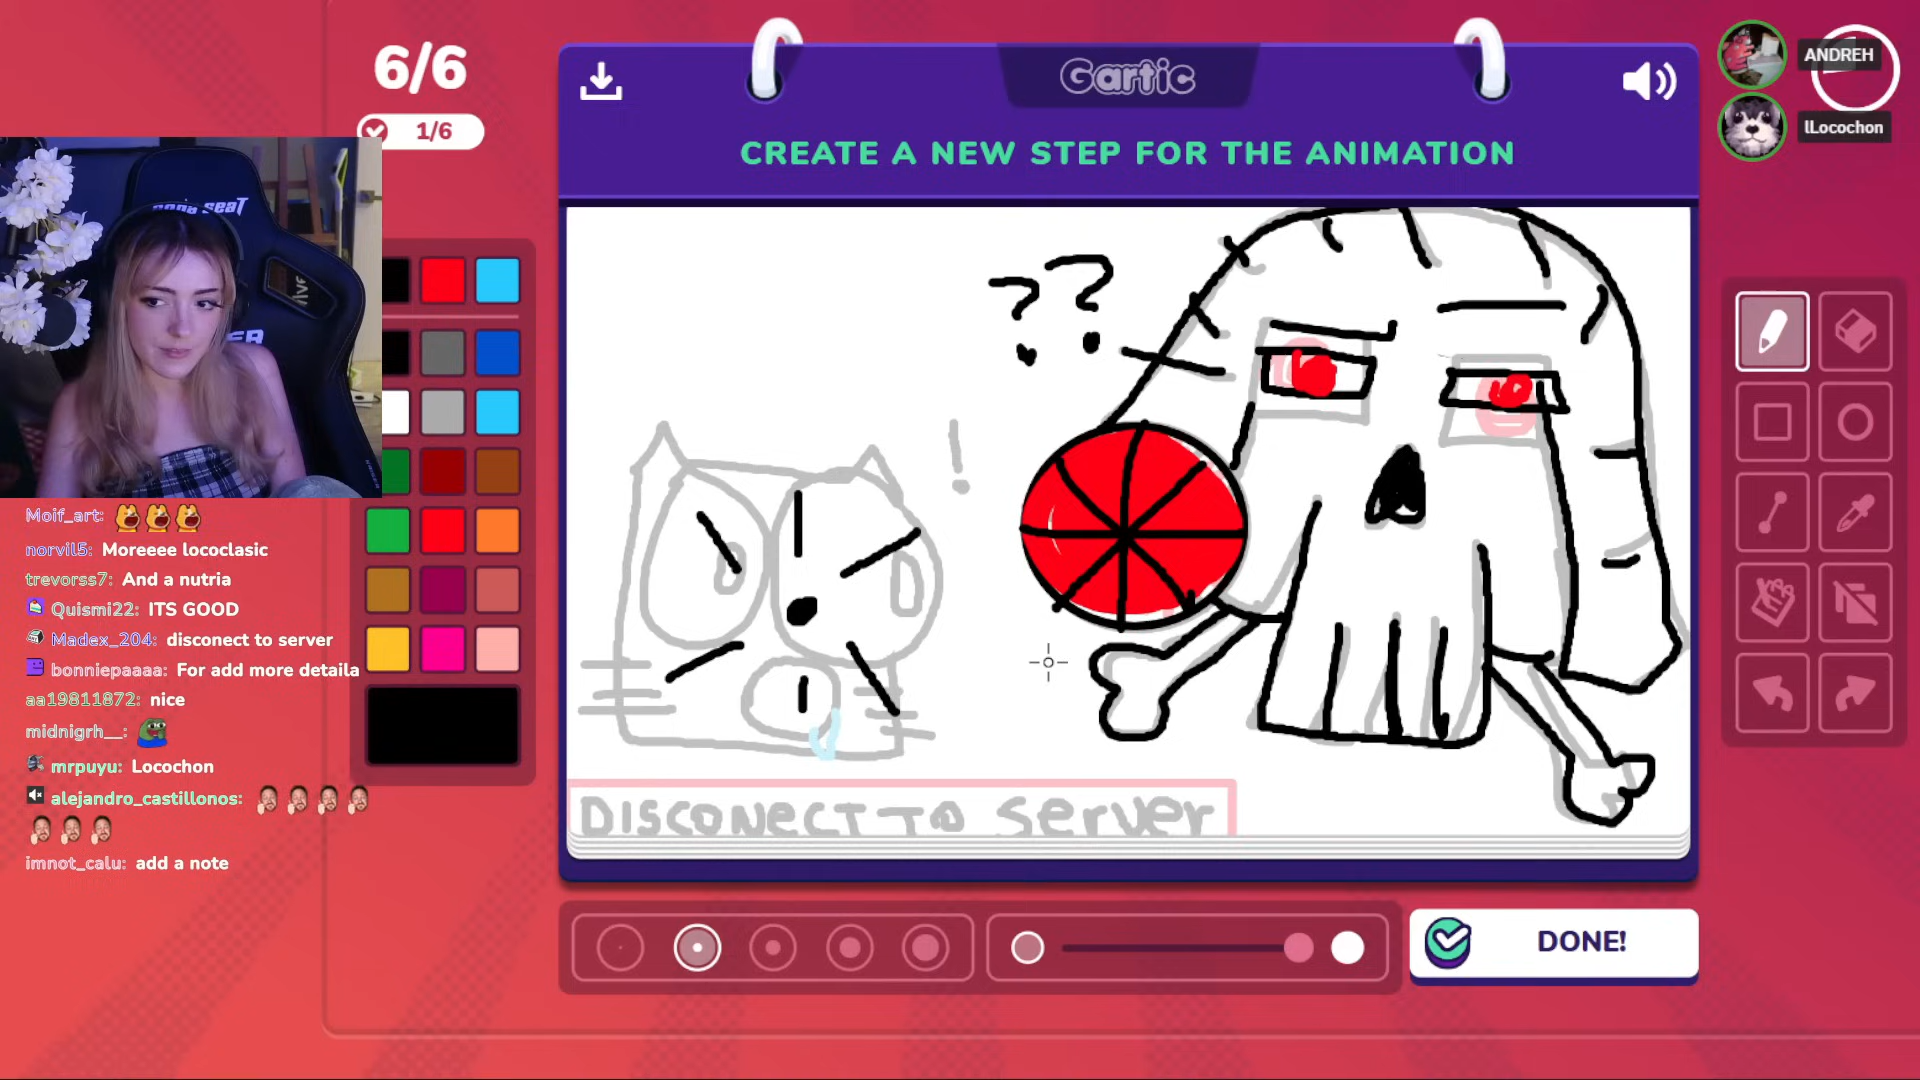 6/6
1/6
Gartic
CREATE A NEW STEP FOR THE ANIMATION
ANDREH
lLocochon
??
!
DISCONECT TO Server
Moif_art:
norvil5: Moreeee lococlasic
trevorss7: And a nutria
Quismi22: ITS GOOD
Madex_204: disconect to server
bonniepaaaa: For add more detaila
aa19811872: nice
midnigrh__:
mrpuyu: Locochon
alejandro_castillonos:
imnot_calu: add a note
DONE!